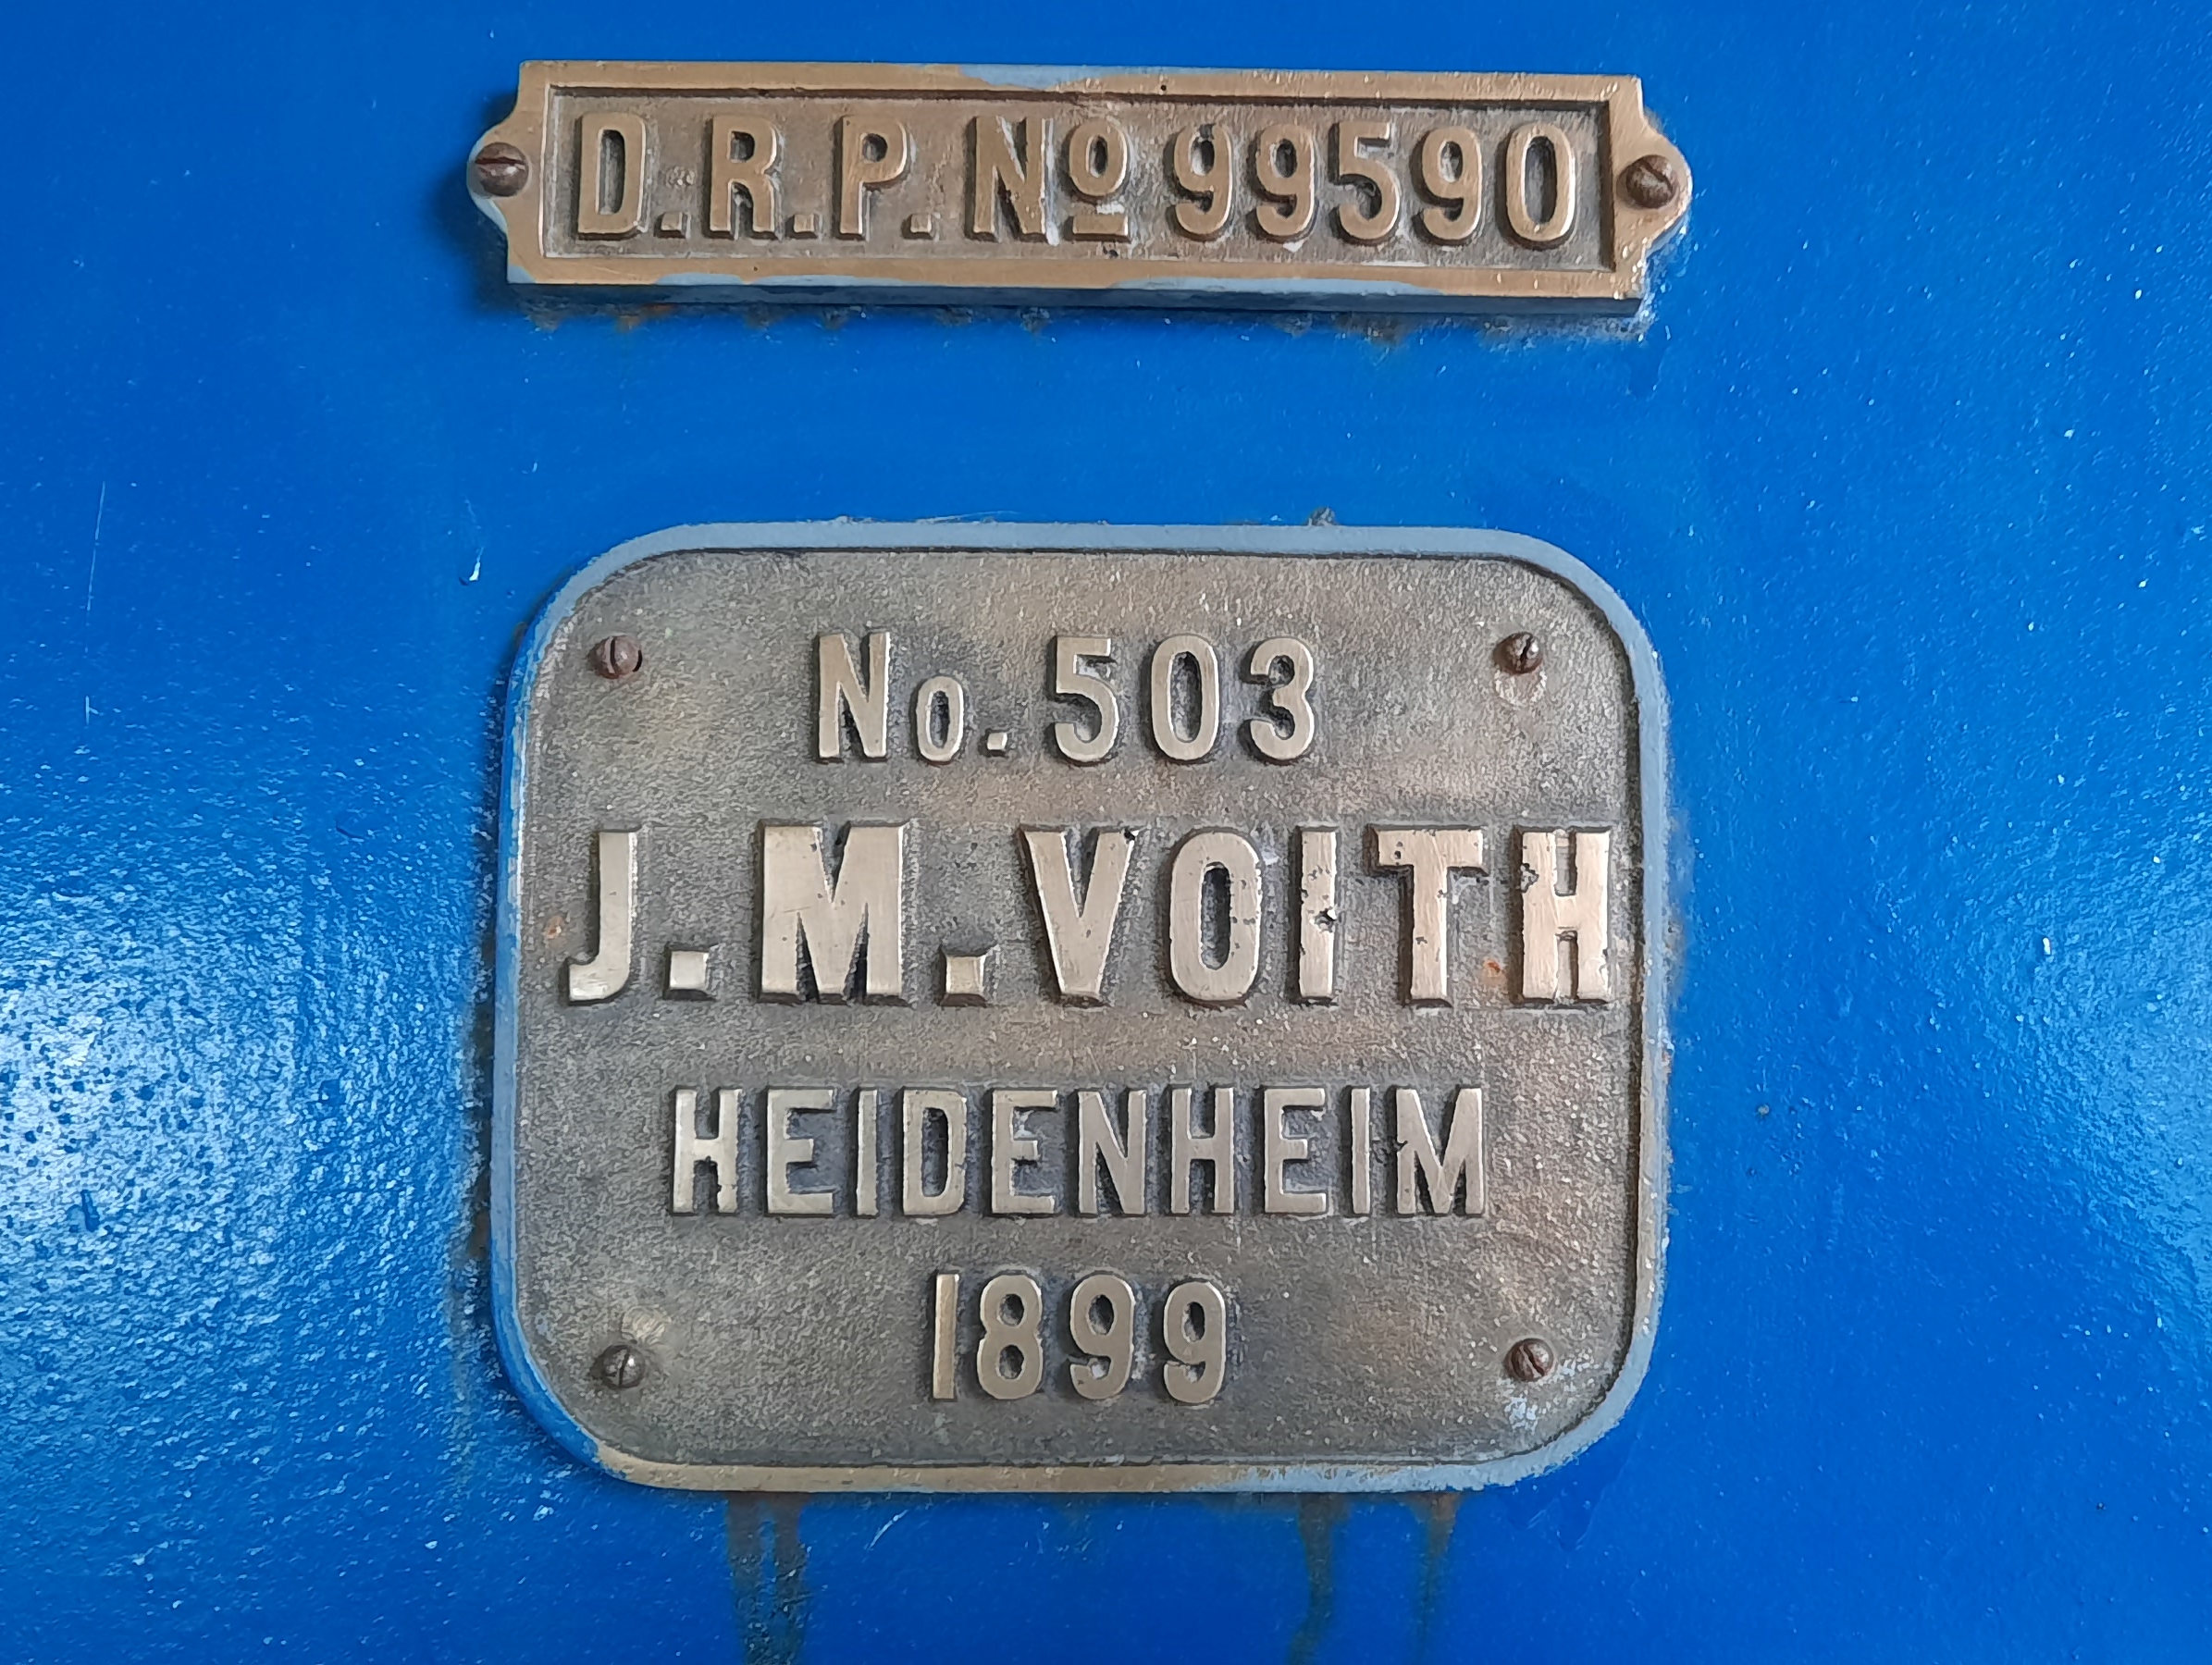 D.R.P. Nº 99590
No. 503
J.M. VOITH
HEIDENHEIM
1899